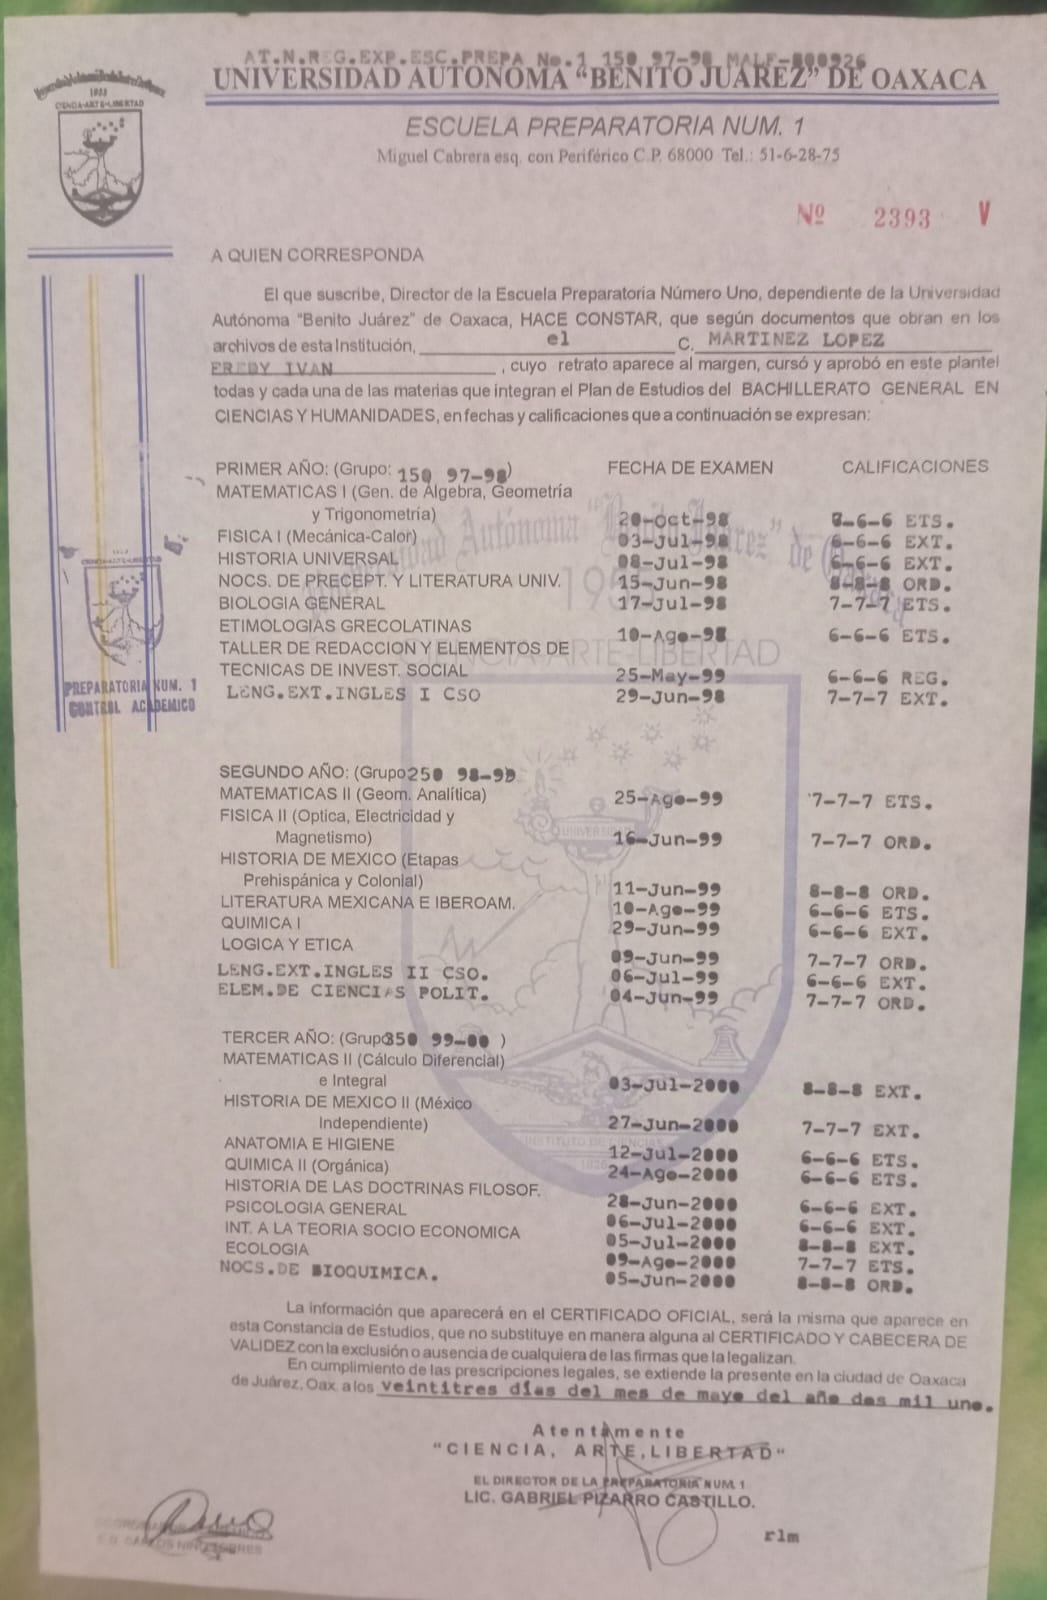 AT.N.REG.EXP.ESC.PREPA No.1 150 97-98 MALF-800926
UNIVERSIDAD AUTONOMA "BENITO JUAREZ" DE OAXACA
CIENCIA-ARTE-LIBERTAD
ESCUELA PREPARATORIA NUM. 1
Miguel Cabrera esq. con Periférico C.P. 68000 Tel.: 51-6-28-75
Nº 2393 V
A QUIEN CORRESPONDA
El que suscribe, Director de la Escuela Preparatoria Número Uno, dependiente de la Universidad
Autónoma "Benito Juárez" de Oaxaca, HACE CONSTAR, que según documentos que obran en los
archivos de esta Institución, el C. MARTINEZ LOPEZ
FREDY IVAN, cuyo retrato aparece al margen, cursó y aprobó en este plantel
todas y cada una de las materias que integran el Plan de Estudios del BACHILLERATO GENERAL EN
CIENCIAS Y HUMANIDADES, en fechas y calificaciones que a continuación se expresan:
PRIMER AÑO: (Grupo: 150 97-98) FECHA DE EXAMEN CALIFICACIONES
MATEMATICAS I (Gen. de Algebra, Geometría
y Trigonometría) 20-Oct-98 6-6 ETS.
FISICA I (Mecánica-Calor) 03-Jul-98 6-6-6 EXT.
HISTORIA UNIVERSAL 08-Jul-98 6-6-6 EXT.
NOCS. DE PRECEPT. Y LITERATURA UNIV. 15-Jun-98 8-8-8 ORD.
BIOLOGIA GENERAL 17-Jul-98 7-7-7 ETS.
ETIMOLOGIAS GRECOLATINAS 10-Ago-98 6-6-6 ETS.
TALLER DE REDACCION Y ELEMENTOS DE
TECNICAS DE INVEST. SOCIAL 25-May-99 6-6-6 REG.
LENG.EXT.INGLES I CSO 29-Jun-98 7-7-7 EXT.
PREPARATORIA NUM. 1
CONTROL ACADEMICO
SEGUNDO AÑO: (Grupo 250 98-99
MATEMATICAS II (Geom. Analítica) 25-Ago-99 7-7-7 ETS.
FISICA II (Optica, Electricidad y
Magnetismo) 16-Jun-99 7-7-7 ORD.
HISTORIA DE MEXICO (Etapas
Prehispánica y Colonial) 11-Jun-99 8-8-8 ORD.
LITERATURA MEXICANA E IBEROAM. 10-Ago-99 6-6-6 ETS.
QUIMICA I 29-Jun-99 6-6-6 EXT.
LOGICA Y ETICA 09-Jun-99 7-7-7 ORD.
LENG.EXT.INGLES II CSO. 06-Jul-99 6-6-6 EXT.
ELEM.DE CIENCIAS POLIT. 04-Jun-99 7-7-7 ORD.
TERCER AÑO: (Grupo 350 99-00 )
MATEMATICAS II (Cálculo Diferencial)
e Integral 03-Jul-2000 8-8-8 EXT.
HISTORIA DE MEXICO II (México
Independiente) 27-Jun-2000 7-7-7 EXT.
ANATOMIA E HIGIENE 12-Jul-2000 6-6-6 ETS.
QUIMICA II (Orgánica) 24-Ago-2000 6-6-6 ETS.
HISTORIA DE LAS DOCTRINAS FILOSOF. 28-Jun-2000 6-6-6 EXT.
PSICOLOGIA GENERAL 06-Jul-2000 6-6-6 EXT.
INT. A LA TEORIA SOCIO ECONOMICA 05-Jul-2000 8-8-8 EXT.
ECOLOGIA 09-Ago-2000 7-7-7 ETS.
NOCS.DE BIOQUIMICA. 05-Jun-2000 8-8-8 ORD.
La información que aparecerá en el CERTIFICADO OFICIAL, será la misma que aparece en
esta Constancia de Estudios, que no substituye en manera alguna al CERTIFICADO Y CABECERA DE
VALIDEZ con la exclusión o ausencia de cualquiera de las firmas que la legalizan.
En cumplimiento de las prescripciones legales, se extiende la presente en la ciudad de Oaxaca
de Juárez, Oax. a los veintitres días del mes de mayo del año dos mil uno.
Atentamente
"CIENCIA, ARTE, LIBERTAD"
EL DIRECTOR DE LA PREPARATORIA NUM. 1
LIC. GABRIEL PIZARRO CASTILLO.
rlm